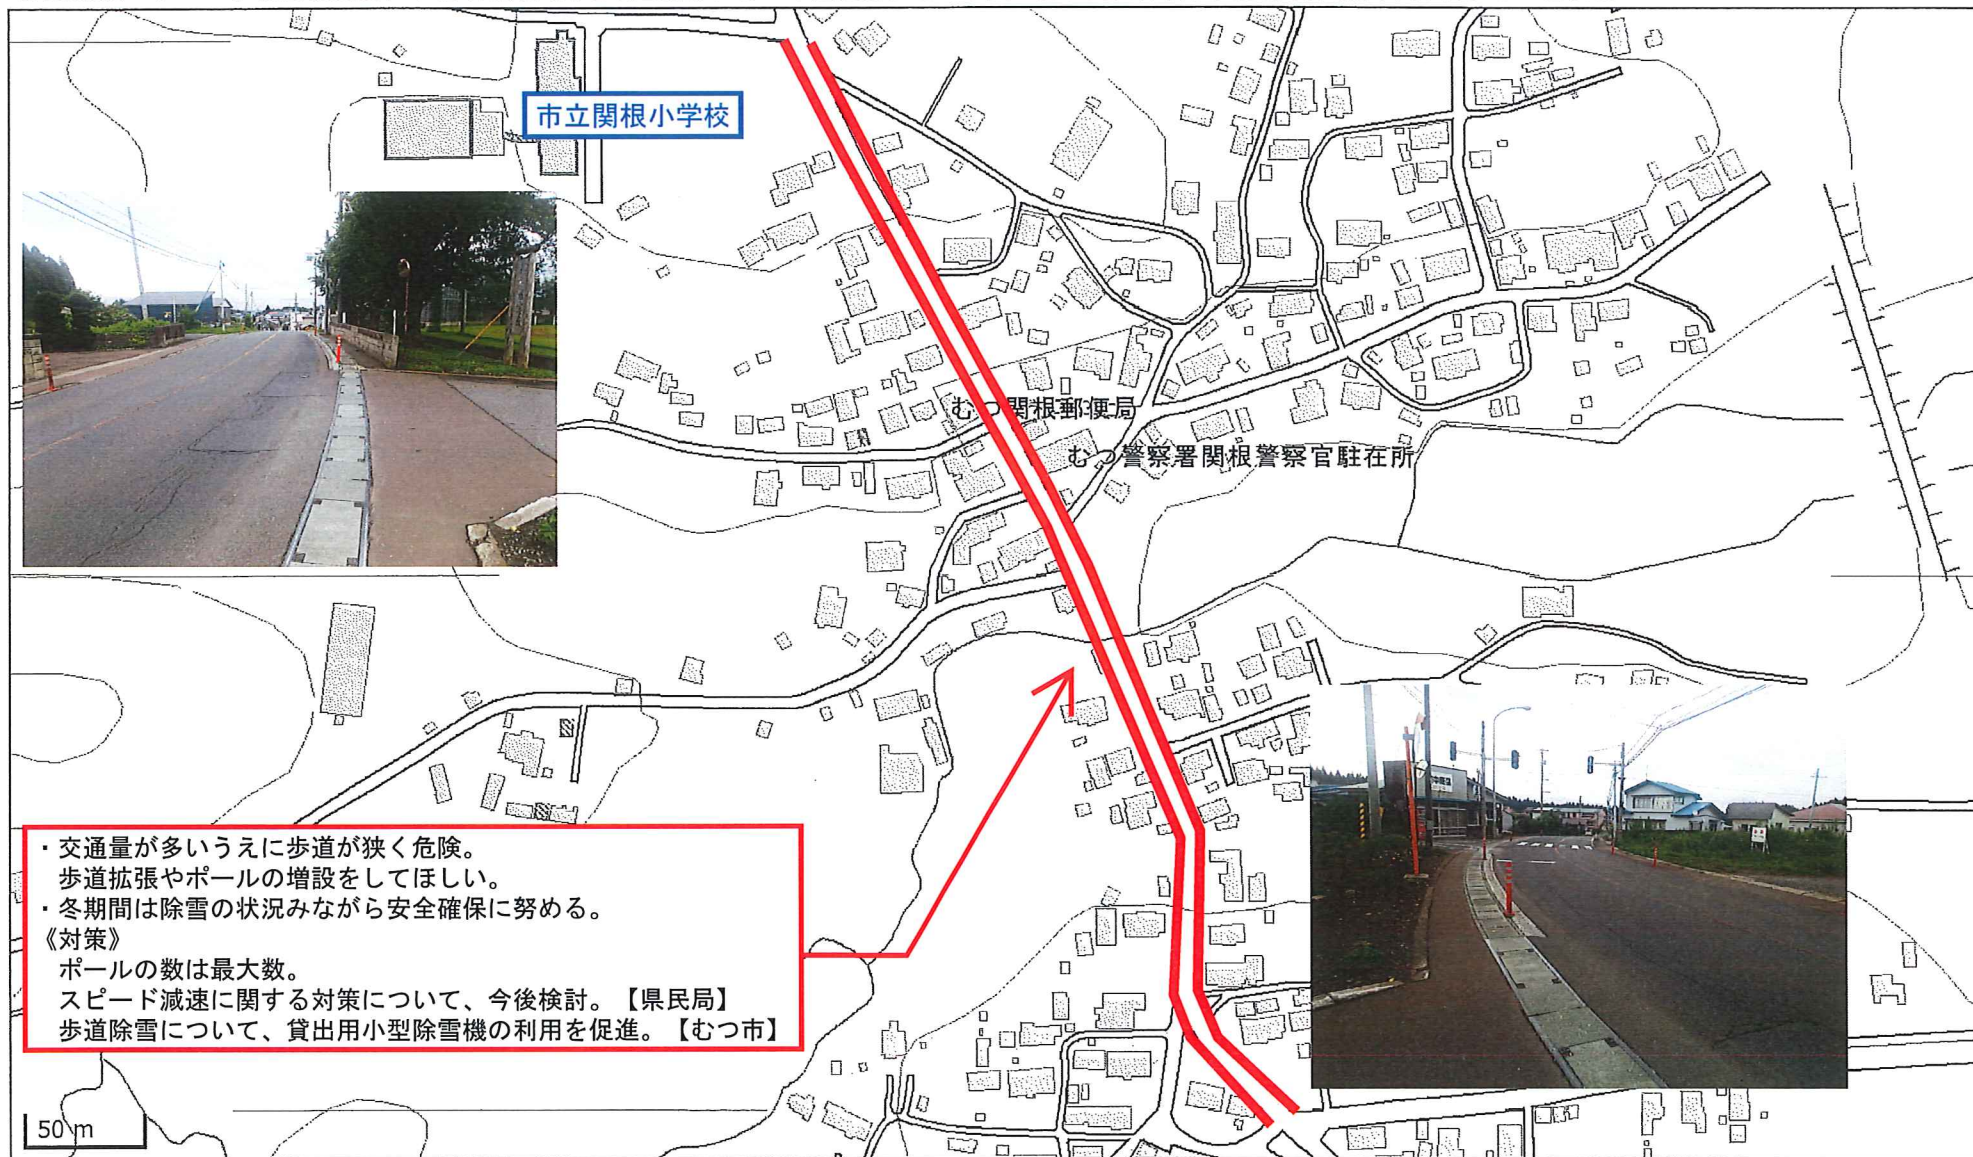 市立関根小学校
むつ関根郵便局
むつ警察署関根警察官駐在所
・交通量が多いうえに歩道が狭く危険。
歩道拡張やポールの増設をしてほしい。
・冬期間は除雪の状況みながら安全確保に努める。
《対策》
ポールの数は最大数。
スピード減速に関する対策について、今後検討。【県民局】
歩道除雪について、貸出用小型除雪機の利用を促進。【むつ市】
50 m